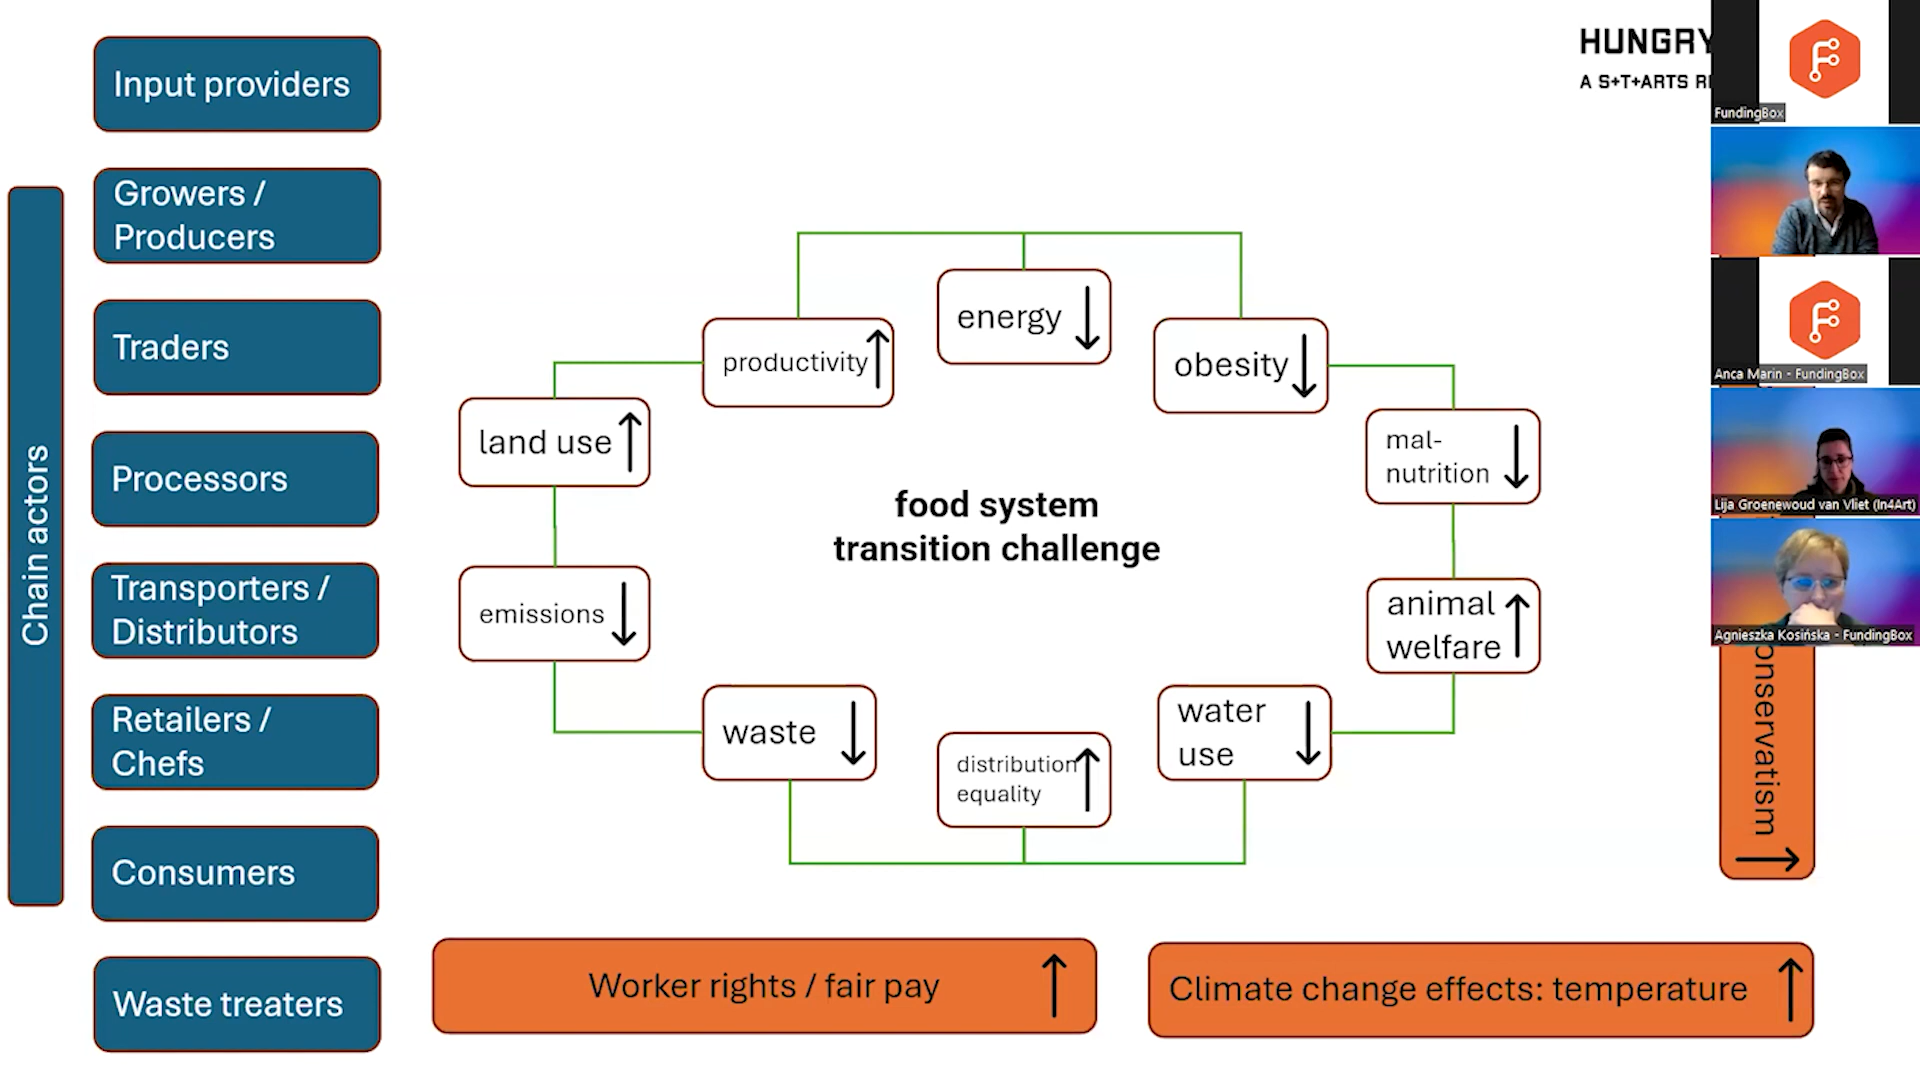 Input providers
Growers /
Producers
Traders
Processors
Transporters /
Distributors
Retailers /
Chefs
Consumers
Waste treaters
Chain actors
HUNGRY
A S+T+ARTS
energy
productivity
obesity
land use
mal-
nutrition
food system
transition challenge
emissions
animal
welfare
waste
water
use
distribution
equality
Worker rights / fair pay
Climate change effects: temperature
onservatism
FundingBox
Anca Marin - FundingBox
Lija Groenewoud van Vliet (In4Art)
Agnieszka Kosińska - FundingBox